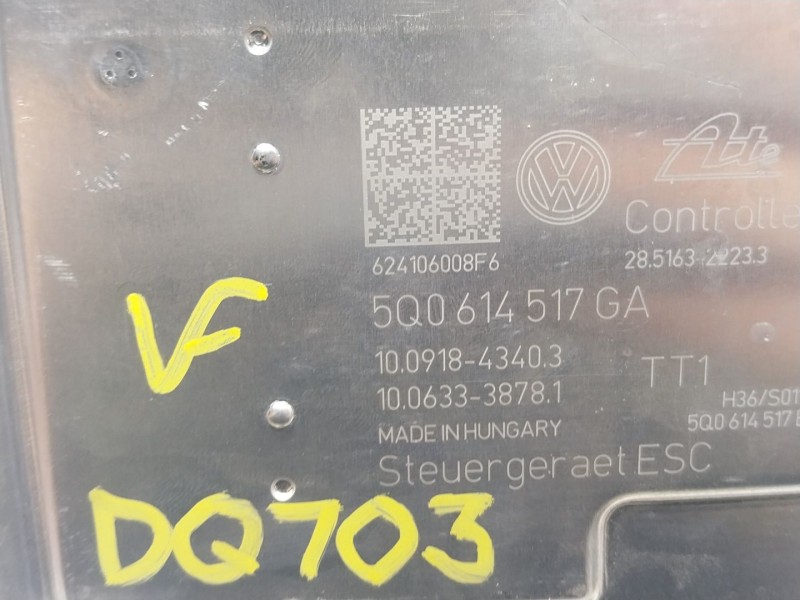 Ate
Controlle
624106008F6
28.5163-2223.3
5Q0 614 517 GA
10.0918-4340.3
TT1
10.0633-3878.1
H36/S01
MADE IN HUNGARY
5Q0 614 517
Steuergeraet ESC
VF
DQ703